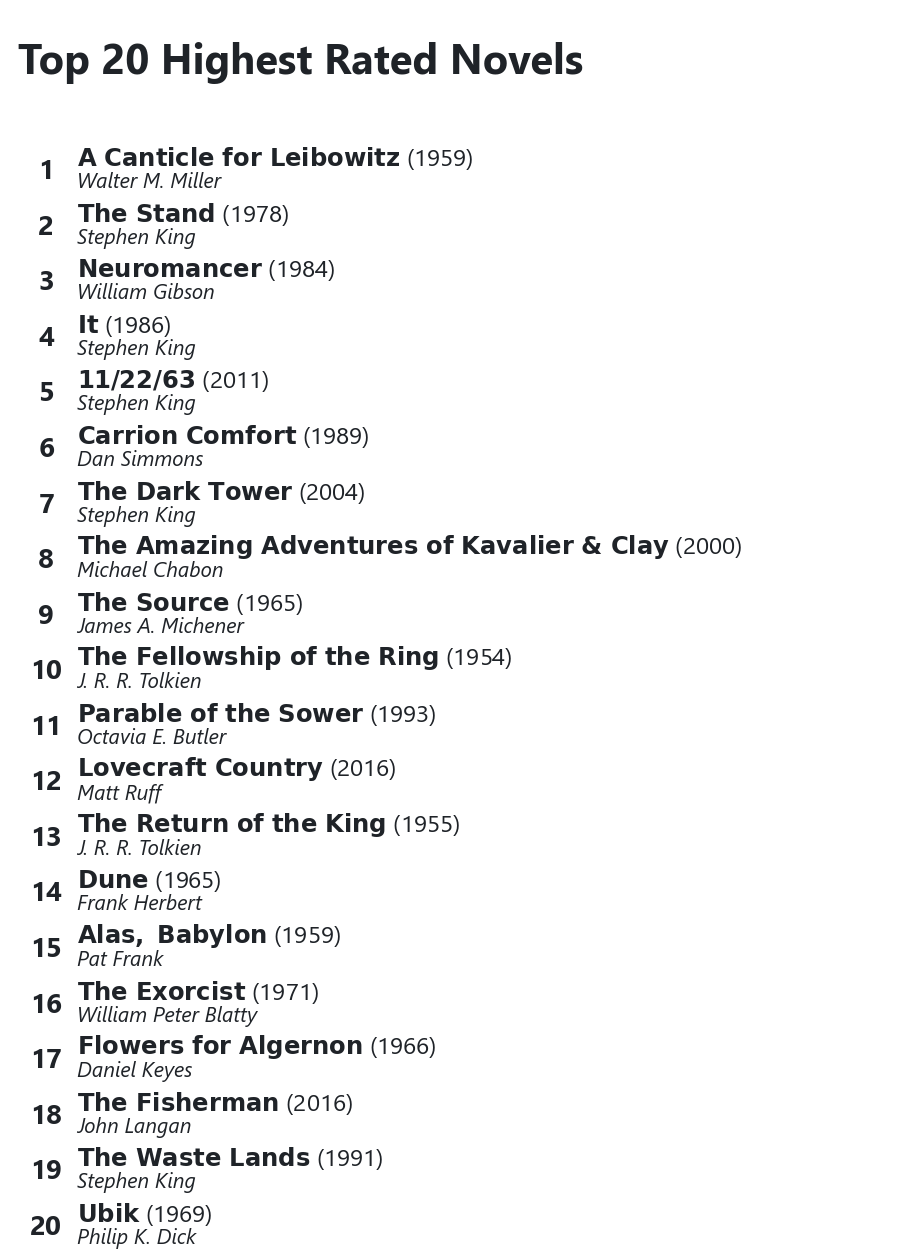 Top 20 Highest Rated Novels
1 A Canticle for Leibowitz (1959)
Walter M. Miller
2 The Stand (1978)
Stephen King
3 Neuromancer (1984)
William Gibson
4 It (1986)
Stephen King
5 11/22/63 (2011)
Stephen King
6 Carrion Comfort (1989)
Dan Simmons
7 The Dark Tower (2004)
Stephen King
8 The Amazing Adventures of Kavalier & Clay (2000)
Michael Chabon
9 The Source (1965)
James A. Michener
10 The Fellowship of the Ring (1954)
J. R. R. Tolkien
11 Parable of the Sower (1993)
Octavia E. Butler
12 Lovecraft Country (2016)
Matt Ruff
13 The Return of the King (1955)
J. R. R. Tolkien
14 Dune (1965)
Frank Herbert
15 Alas, Babylon (1959)
Pat Frank
16 The Exorcist (1971)
William Peter Blatty
17 Flowers for Algernon (1966)
Daniel Keyes
18 The Fisherman (2016)
John Langan
19 The Waste Lands (1991)
Stephen King
20 Ubik (1969)
Philip K. Dick